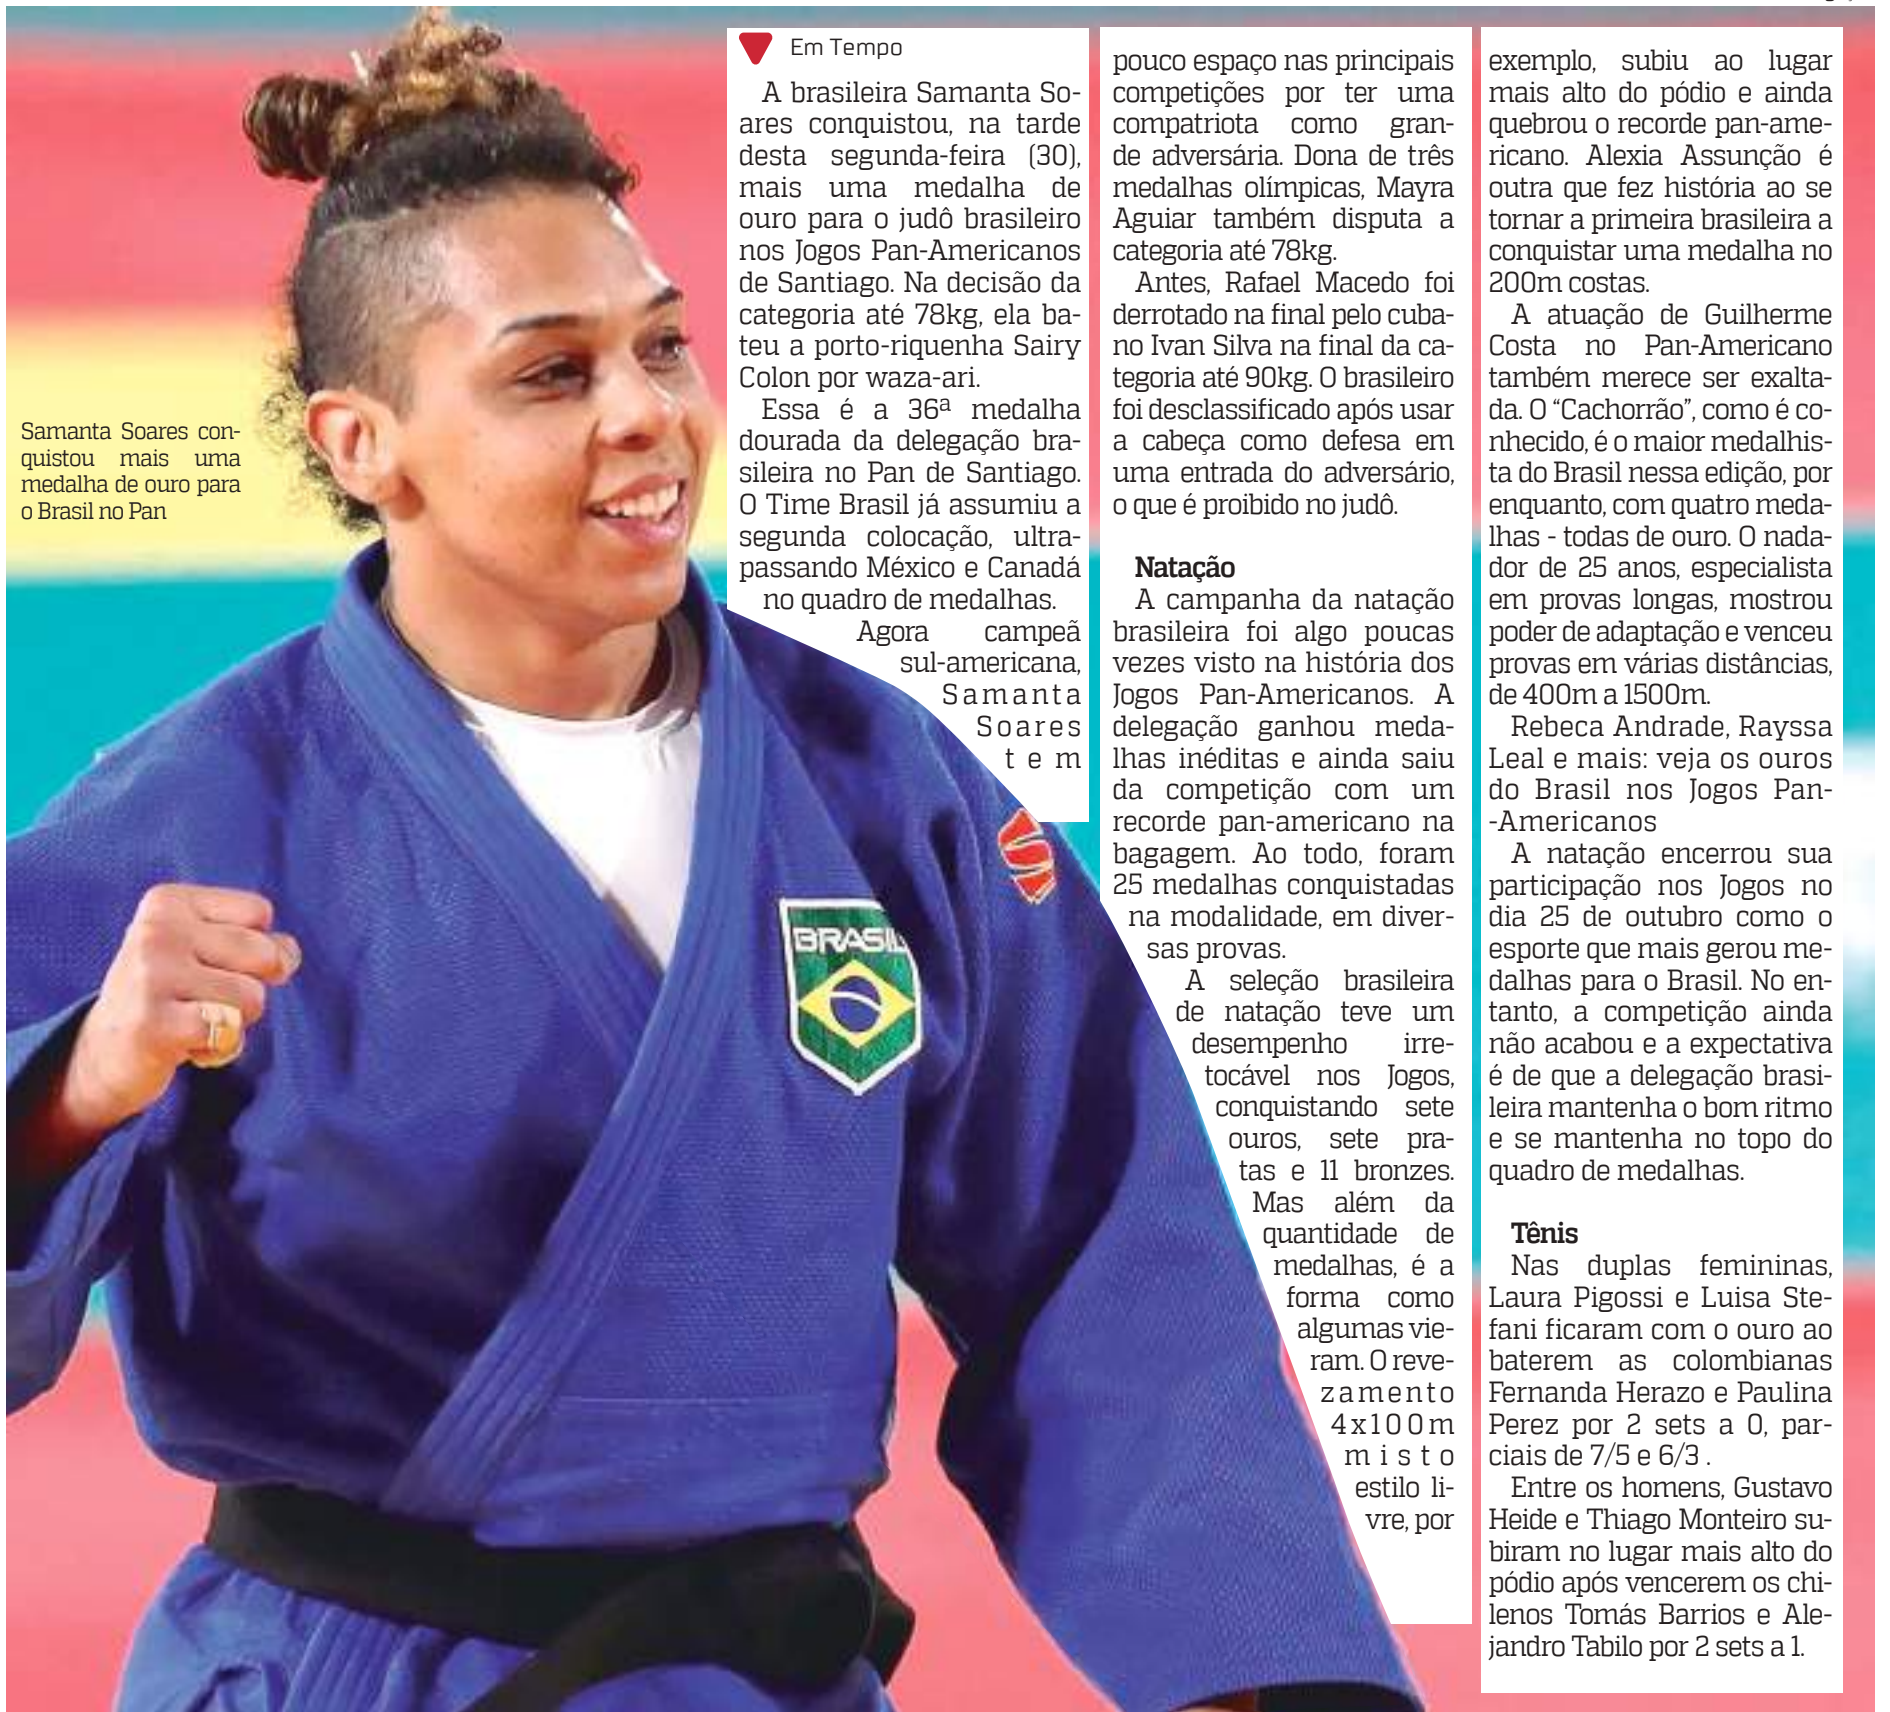 Samanta Soares con-
quistou mais uma
medalha de ouro para
o Brasil no Pan
Em Tempo
A brasileira Samanta So-
ares conquistou, na tarde
desta segunda-feira (30),
mais uma medalha de
ouro para o judô brasileiro
nos Jogos Pan-Americanos
de Santiago. Na decisão da
categoria até 78kg, ela ba-
teu a porto-riquenha Sairy
Colon por waza-ari.
Essa é a 36ª medalha
dourada da delegação bra-
sileira no Pan de Santiago.
O Time Brasil já assumiu a
segunda colocação, ultra-
passando México e Canadá
no quadro de medalhas.
Agora campeã
sul-americana,
Samanta
Soares
tem
pouco espaço nas principais
competições por ter uma
compatriota como gran-
de adversária. Dona de três
medalhas olímpicas, Mayra
Aguiar também disputa a
categoria até 78kg.
Antes, Rafael Macedo foi
derrotado na final pelo cuba-
no Ivan Silva na final da ca-
tegoria até 90kg. O brasileiro
foi desclassificado após usar
a cabeça como defesa em
uma entrada do adversário,
o que é proibido no judô.
Natação
A campanha da natação
brasileira foi algo poucas
vezes visto na história dos
Jogos Pan-Americanos. A
delegação ganhou meda-
lhas inéditas e ainda saiu
da competição com um
recorde pan-americano na
bagagem. Ao todo, foram
25 medalhas conquistadas
na modalidade, em diver-
sas provas.
A seleção brasileira
de natação teve um
desempenho irre-
tocável nos Jogos,
conquistando sete
ouros, sete pra-
tas e 11 bronzes.
Mas além da
quantidade de
medalhas, é a
forma como
algumas vie-
ram. O reve-
zamento
4x100m
misto
estilo li-
vre, por
exemplo, subiu ao lugar
mais alto do pódio e ainda
quebrou o recorde pan-ame-
ricano. Alexia Assunção é
outra que fez história ao se
tornar a primeira brasileira a
conquistar uma medalha no
200m costas.
A atuação de Guilherme
Costa no Pan-Americano
também merece ser exalta-
da. O “Cachorrão”, como é co-
nhecido, é o maior medalhis-
ta do Brasil nessa edição, por
enquanto, com quatro meda-
lhas - todas de ouro. O nada-
dor de 25 anos, especialista
em provas longas, mostrou
poder de adaptação e venceu
provas em várias distâncias,
de 400m a 1500m.
Rebeca Andrade, Rayssa
Leal e mais: veja os ouros
do Brasil nos Jogos Pan-
-Americanos
A natação encerrou sua
participação nos Jogos no
dia 25 de outubro como o
esporte que mais gerou me-
dalhas para o Brasil. No en-
tanto, a competição ainda
não acabou e a expectativa
é de que a delegação brasi-
leira mantenha o bom ritmo
e se mantenha no topo do
quadro de medalhas.
Tênis
Nas duplas femininas,
Laura Pigossi e Luisa Ste-
fani ficaram com o ouro ao
baterem as colombianas
Fernanda Herazo e Paulina
Perez por 2 sets a 0, par-
ciais de 7/5 e 6/3 .
Entre os homens, Gustavo
Heide e Thiago Monteiro su-
biram no lugar mais alto do
pódio após vencerem os chi-
lenos Tomás Barrios e Ale-
jandro Tabilo por 2 sets a 1.
BRASIL